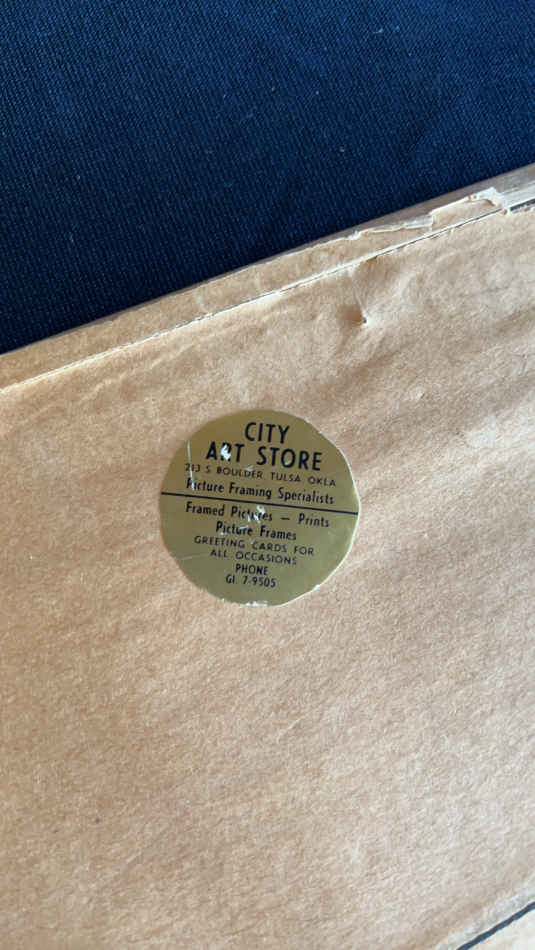 CITY
ART STORE
213 S BOULDER TULSA OKLA
Picture Framing Specialists
Framed Pictures — Prints
Picture Frames
GREETING CARDS FOR
ALL OCCASIONS
PHONE
GI. 7-9505